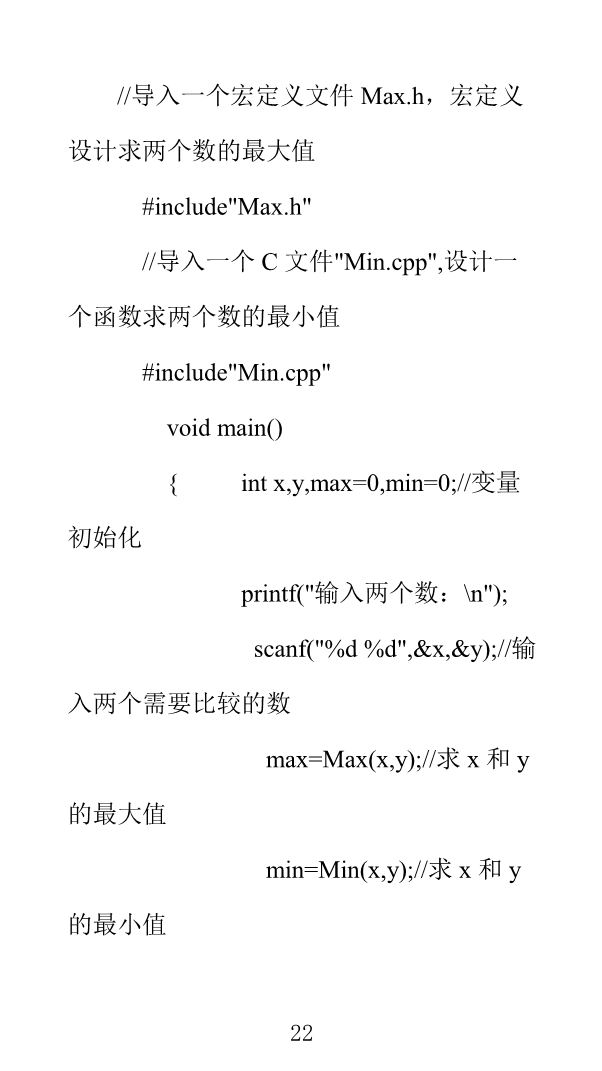 //导入一个宏定义文件 Max.h，宏定义
设计求两个数的最大值
#include"Max.h"
//导入一个 C 文件"Min.cpp",设计一
个函数求两个数的最小值
#include"Min.cpp"
void main()
{ int x,y,max=0,min=0;//变量
初始化
printf("输入两个数：\n");
scanf("%d %d",&x,&y);//输
入两个需要比较的数
max=Max(x,y);//求 x 和 y
的最大值
min=Min(x,y);//求 x 和 y
的最小值
22